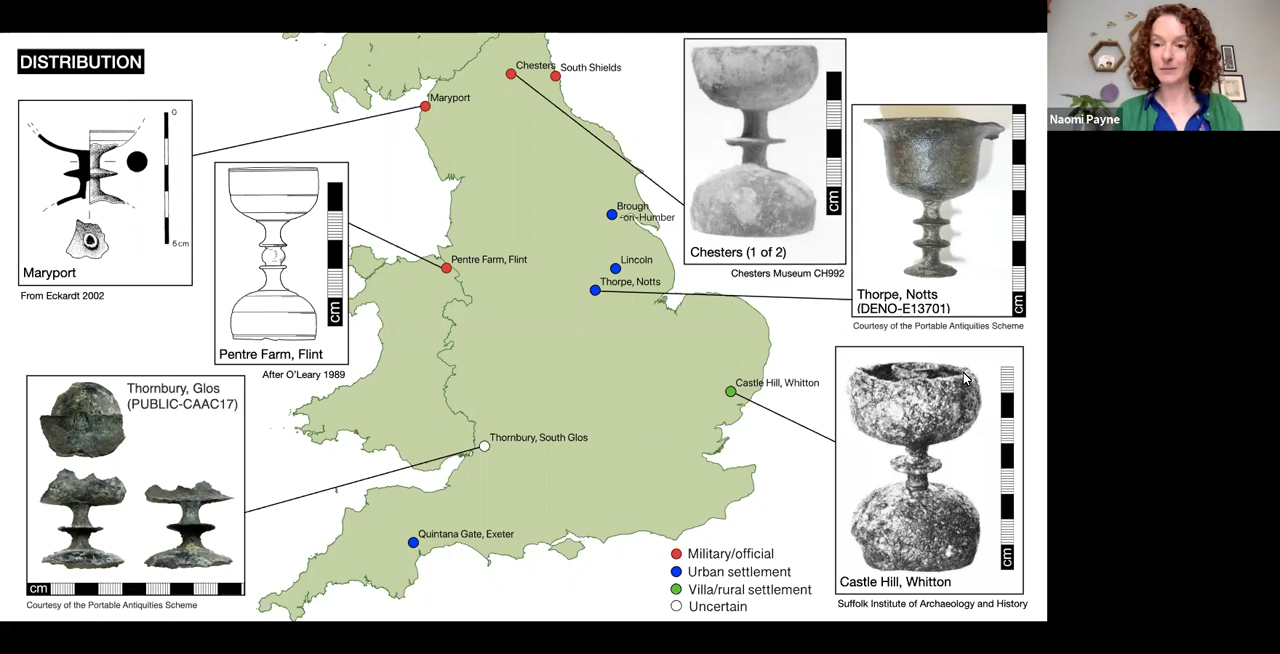 DISTRIBUTION
Chesters
South Shields
Maryport
Brough
-on-Humber
Lincoln
Thorpe, Notts
Pentre Farm, Flint
Castle Hill, Whitton
Thornbury, South Glos
Quintana Gate, Exeter
0
5cm
Maryport
From Eckardt 2002
cm
Pentre Farm, Flint
After O'Leary 1989
Thornbury, Glos
(PUBLIC-CAAC17)
cm
Courtesy of the Portable Antiquities Scheme
cm
Chesters (1 of 2)
Chesters Museum CH992
Thorpe, Notts
(DENO-E13701)
cm
Courtesy of the Portable Antiquities Scheme
cm
Castle Hill, Whitton
Suffolk Institute of Archaeology and History
Military/official
Urban settlement
Villa/rural settlement
Uncertain
Naomi Payne